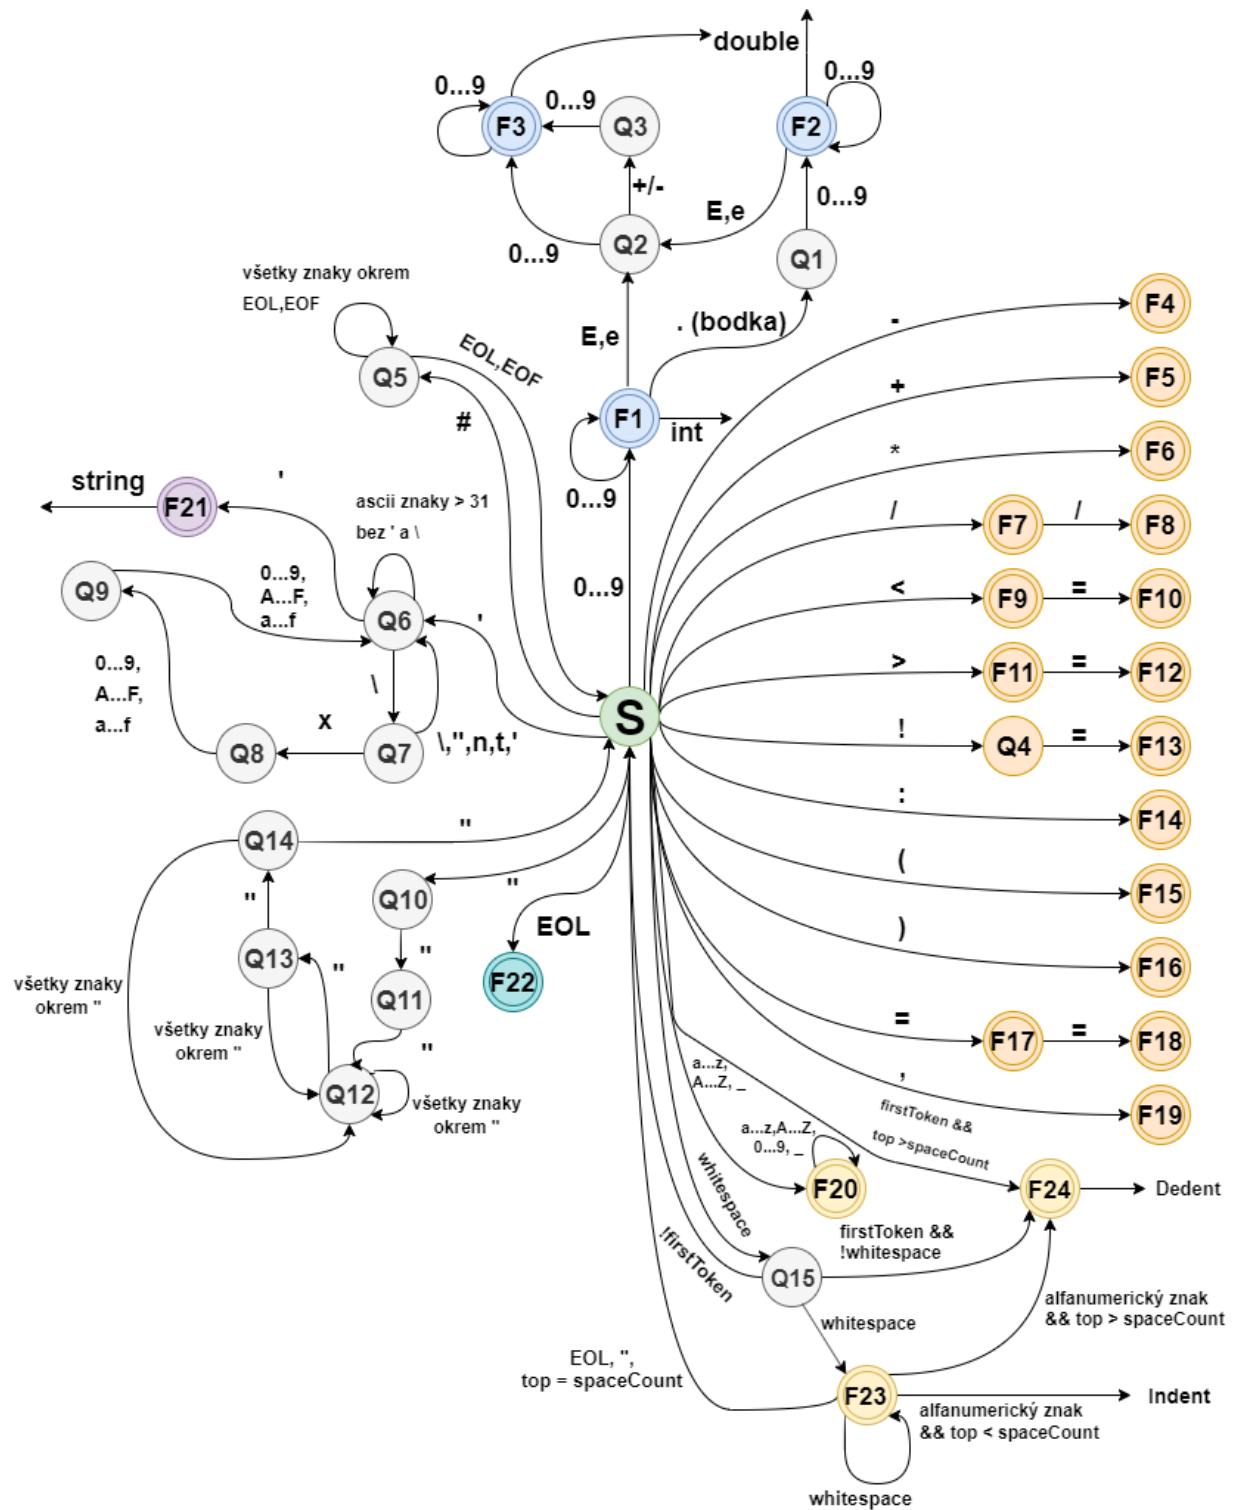 double
0...9
0...9
0...9
F3
Q3
F2
+/-
0...9
E,e
0...9
Q2
Q1
všetky znaky okrem
EOL,EOF
E,e
. (bodka)
-
F4
EOL,EOF
Q5
+
F5
#
F1
int
*
F6
string
'
ascii znaky > 31
bez ' a \
0...9
F21
/
F7
/
F8
0...9,
A...F,
a...f
Q9
0...9
<
F9
=
F10
Q6
'
0...9,
A...F,
a...f
\
>
F11
=
F12
S
x
\,",n,t,'
Q8
Q7
!
Q4
=
F13
:
F14
"
Q14
(
F15
"
Q10
"
EOL
)
F16
"
Q13
"
"
F22
všetky znaky
okrem "
Q11
"
všetky znaky
okrem "
=
F17
=
F18
Q12
všetky znaky
okrem "
a...z,
A...Z, _
,
F19
firstToken &&
top >spaceCount
a...z,A...Z,
0...9, _
whitespace
F20
F24
Dedent
!firstToken
firstToken &&
!whitespace
Q15
whitespace
alfanumerický znak
&& top > spaceCount
EOL, ",
top = spaceCount
F23
Indent
alfanumerický znak
&& top < spaceCount
whitespace